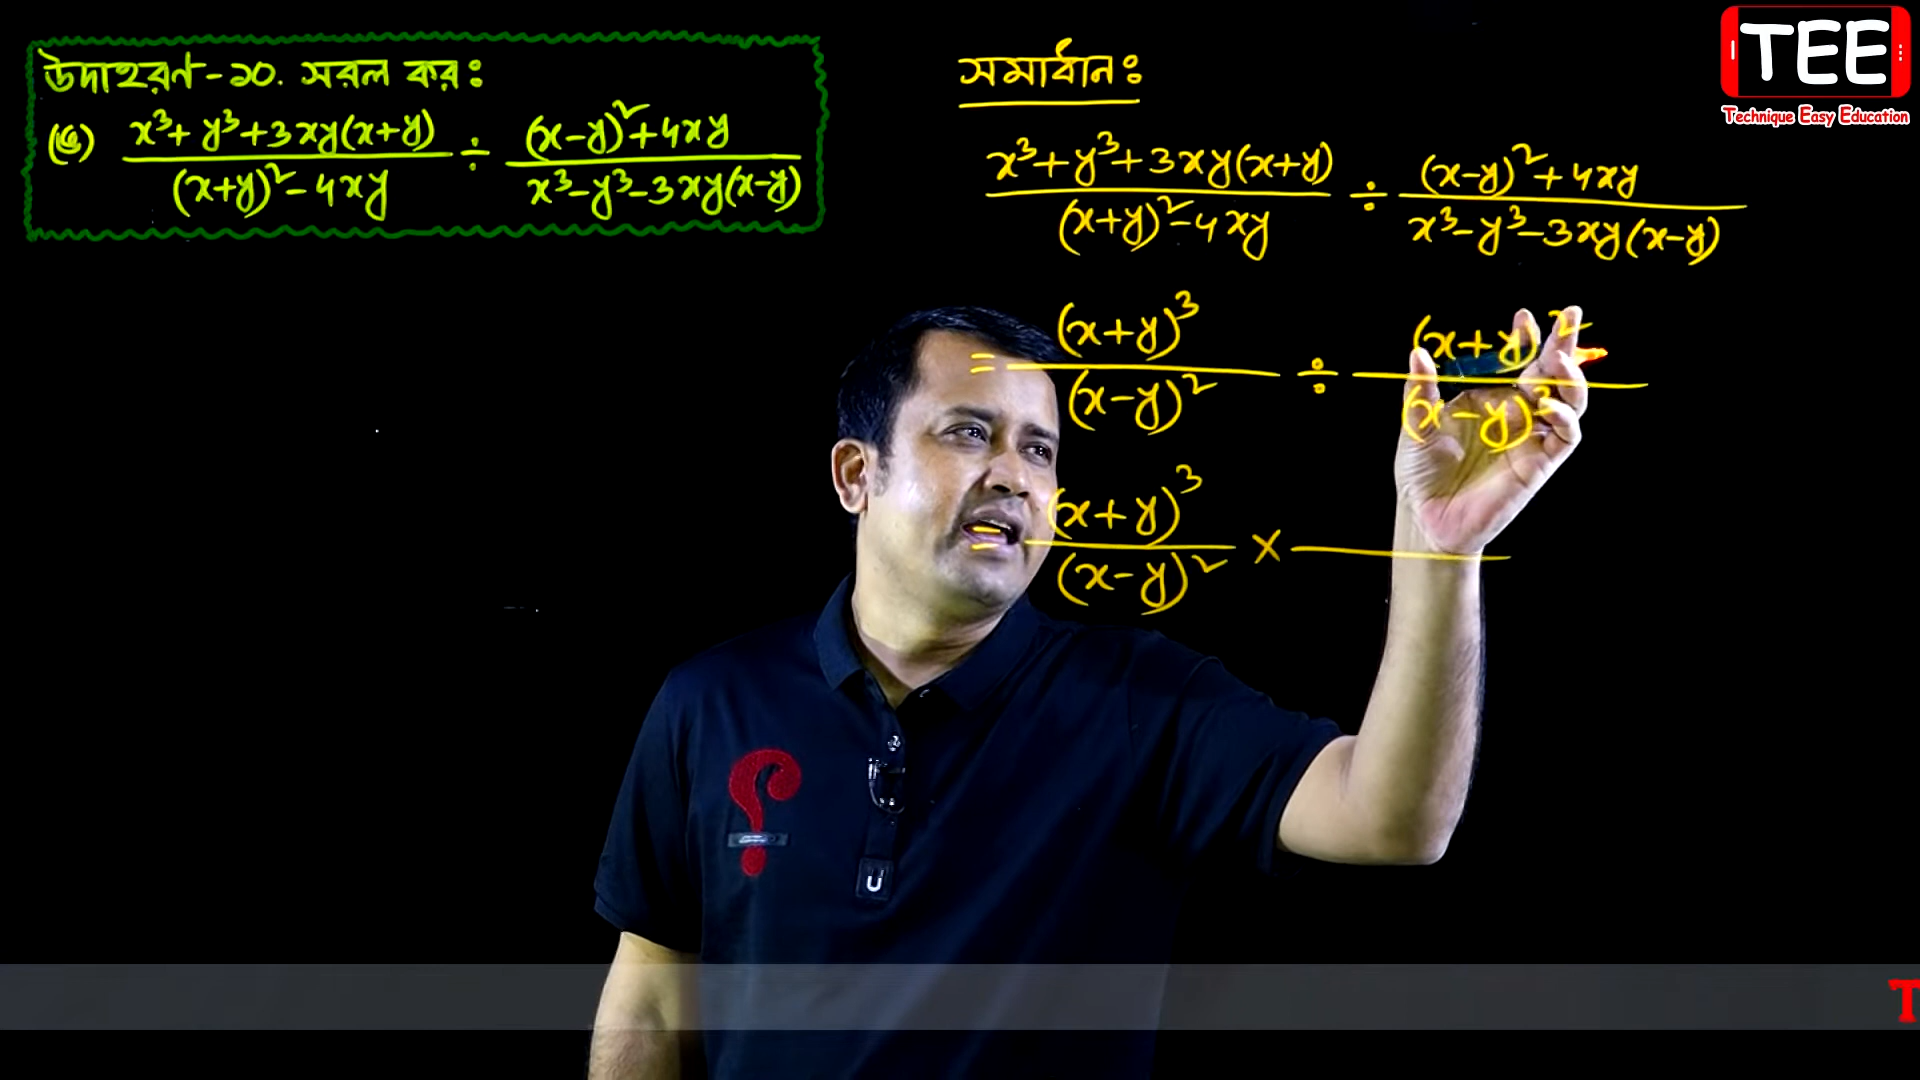 উদাহরণ-১০. সরল কর:
(ঙ) x³+y³+3xy(x+y) / (x+y)²-4xy ÷ (x-y)²+4xy / x³-y³-3xy(x-y)
সমাধান:
x³+y³+3xy(x+y) / (x+y)²-4xy ÷ (x-y)²+4xy / x³-y³-3xy(x-y)
= (x+y)³ / (x-y)² ÷ (x+y)² / (x-y)³
= (x+y)³ / (x-y)² ×
TEE
Technique Easy Education
U
T